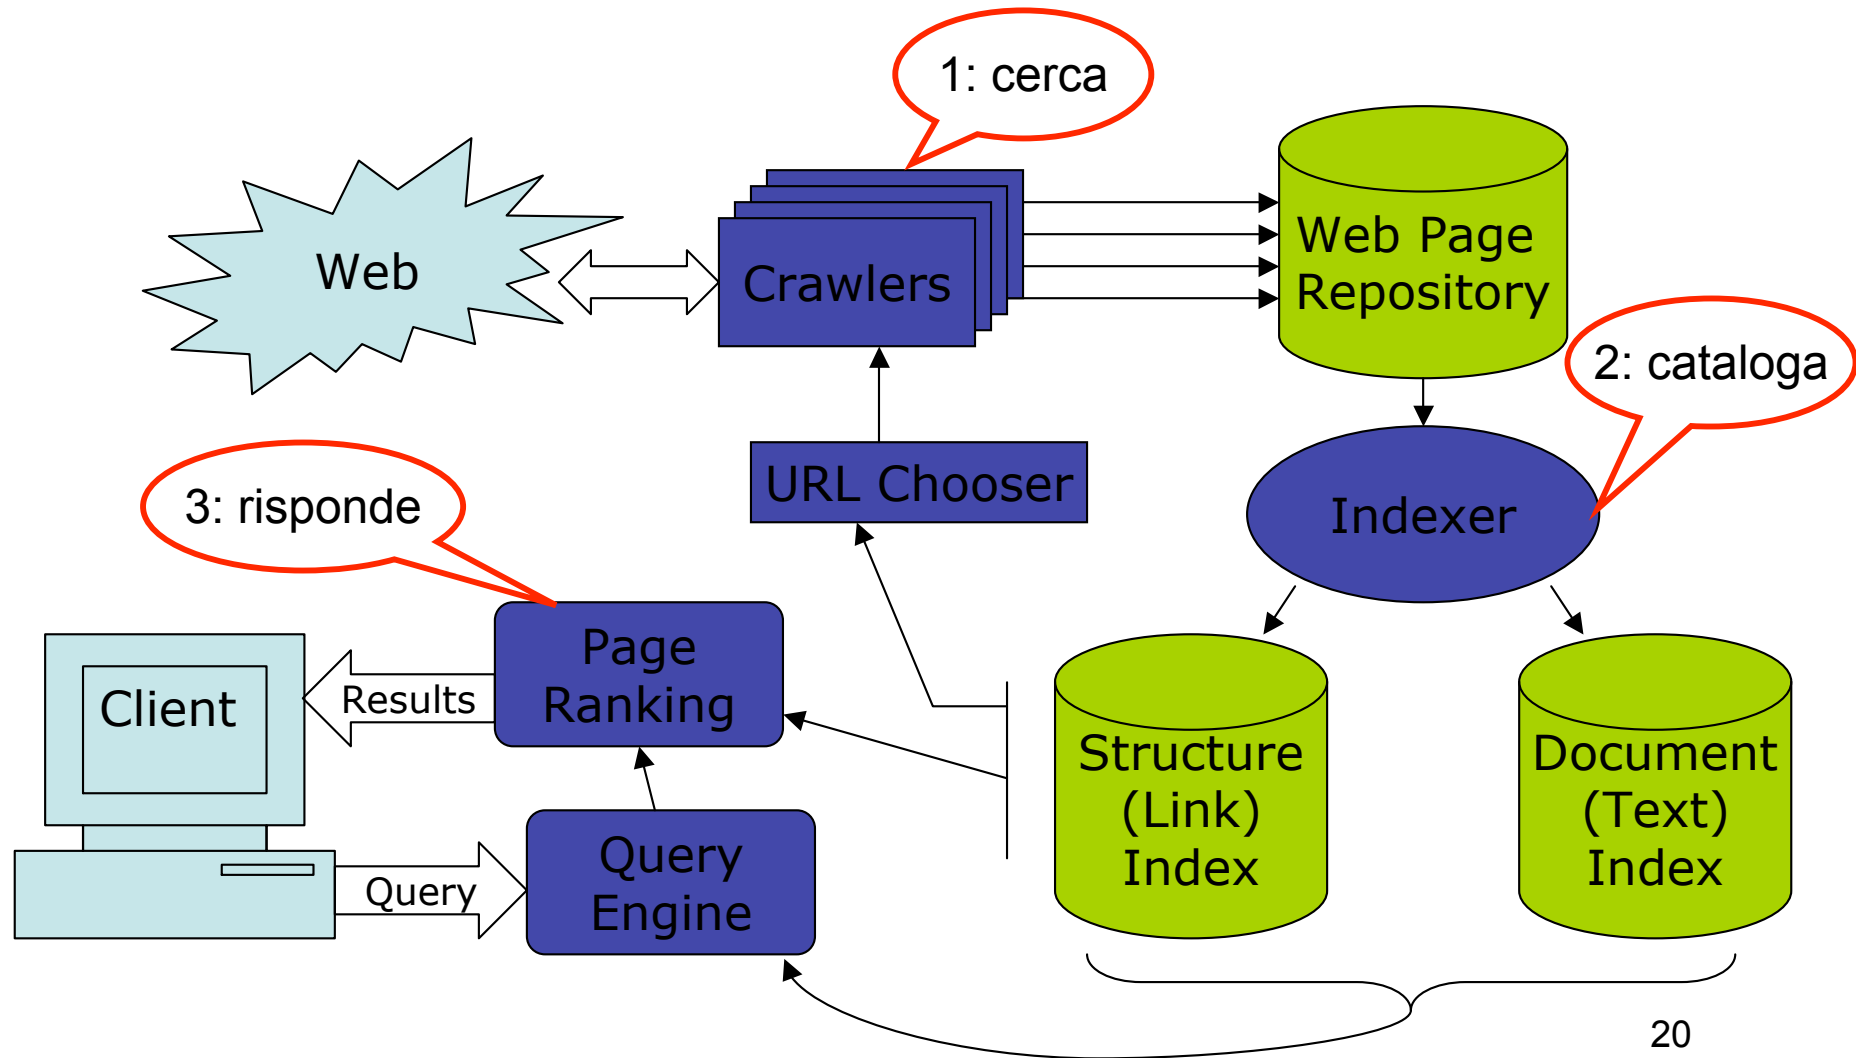 1: cerca
Web
Crawlers
Web Page
Repository
2: cataloga
URL Chooser
3: risponde
Indexer
Client
Results
Page
Ranking
Structure
(Link)
Index
Document
(Text)
Index
Query
Query
Engine
20